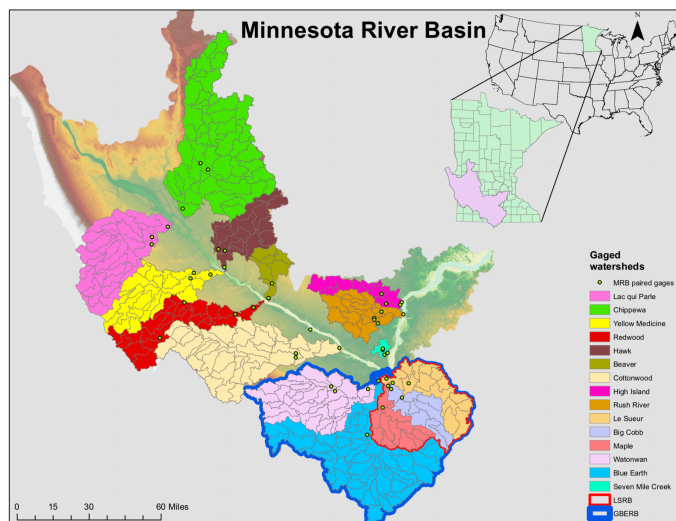 Minnesota River Basin
N
Gaged
watersheds
MRB paired gages
Lac qui Parle
Chippewa
Yellow Medicine
Redwood
Hawk
Beaver
Cottonwood
High Island
Rush River
Le Sueur
Big Cobb
Maple
Watonwan
Blue Earth
Seven Mile Creek
LSRB
GBERB
0 15 30 60 Miles